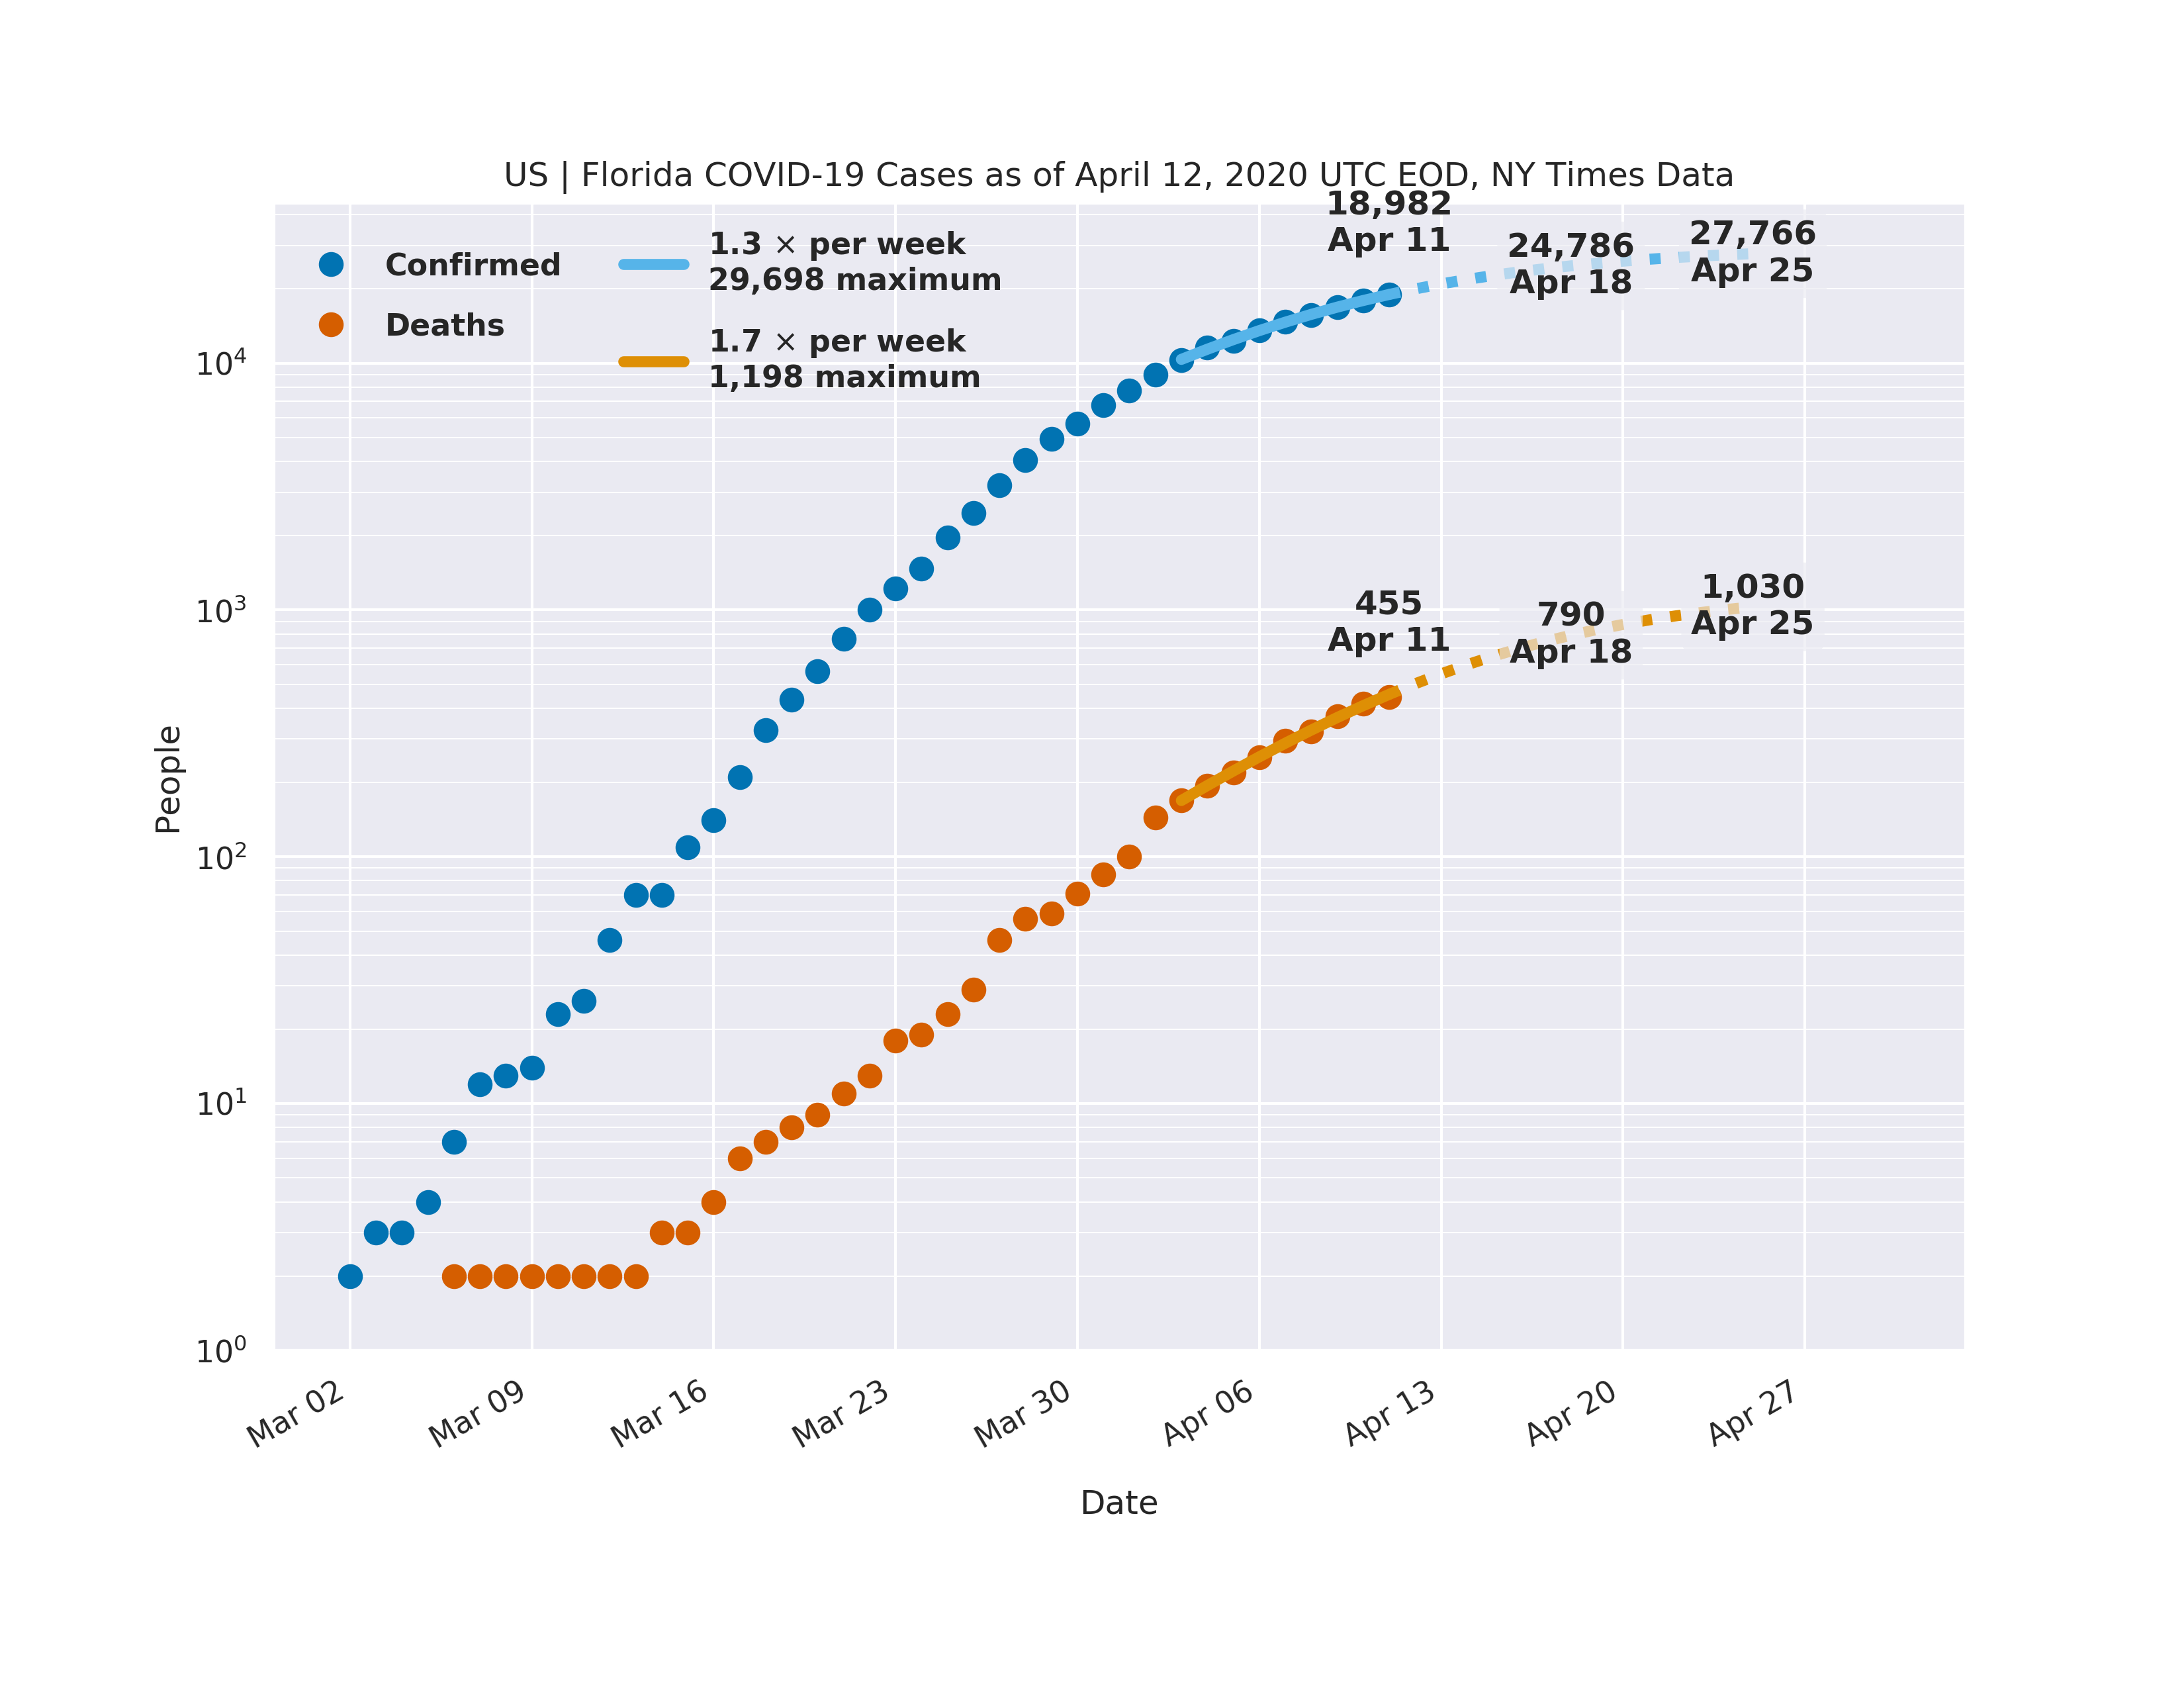 US | Florida COVID-19 Cases as of April 12, 2020 UTC EOD, NY Times Data
Confirmed
Deaths
1.3 × per week
29,698 maximum
1.7 × per week
1,198 maximum
18,982
Apr 11
24,786
Apr 18
27,766
Apr 25
455
Apr 11
790
Apr 18
1,030
Apr 25
People
10⁴
10³
10²
10¹
10⁰
Mar 02
Mar 09
Mar 16
Mar 23
Mar 30
Apr 06
Apr 13
Apr 20
Apr 27
Date